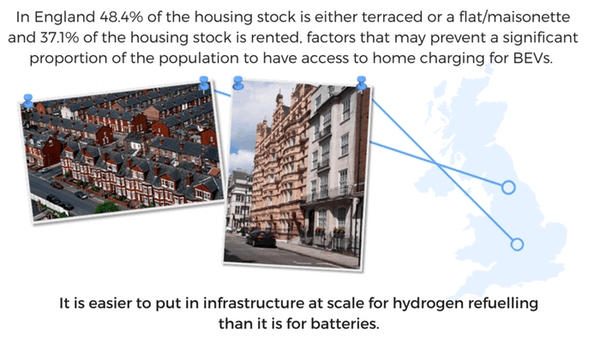 In England 48.4% of the housing stock is either terraced or a flat/maisonette
and 37.1% of the housing stock is rented, factors that may prevent a significant
proportion of the population to have access to home charging for BEVs.
It is easier to put in infrastructure at scale for hydrogen refuelling
than it is for batteries.